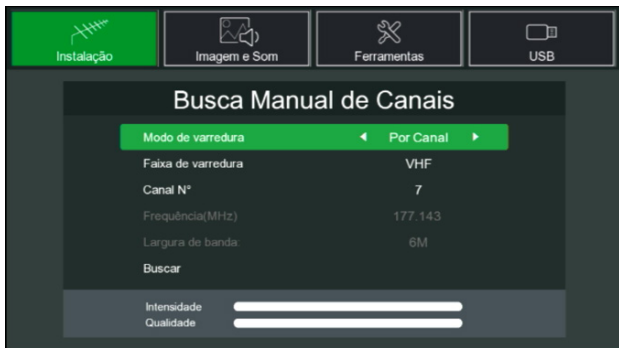 Instalação
Imagem e Som
Ferramentas
USB
Busca Manual de Canais
Modo de varredura Por Canal
Faixa de varredura VHF
Canal Nº 7
Frequência(MHz) 177.143
Largura de banda: 6M
Buscar
Intensidade
Qualidade